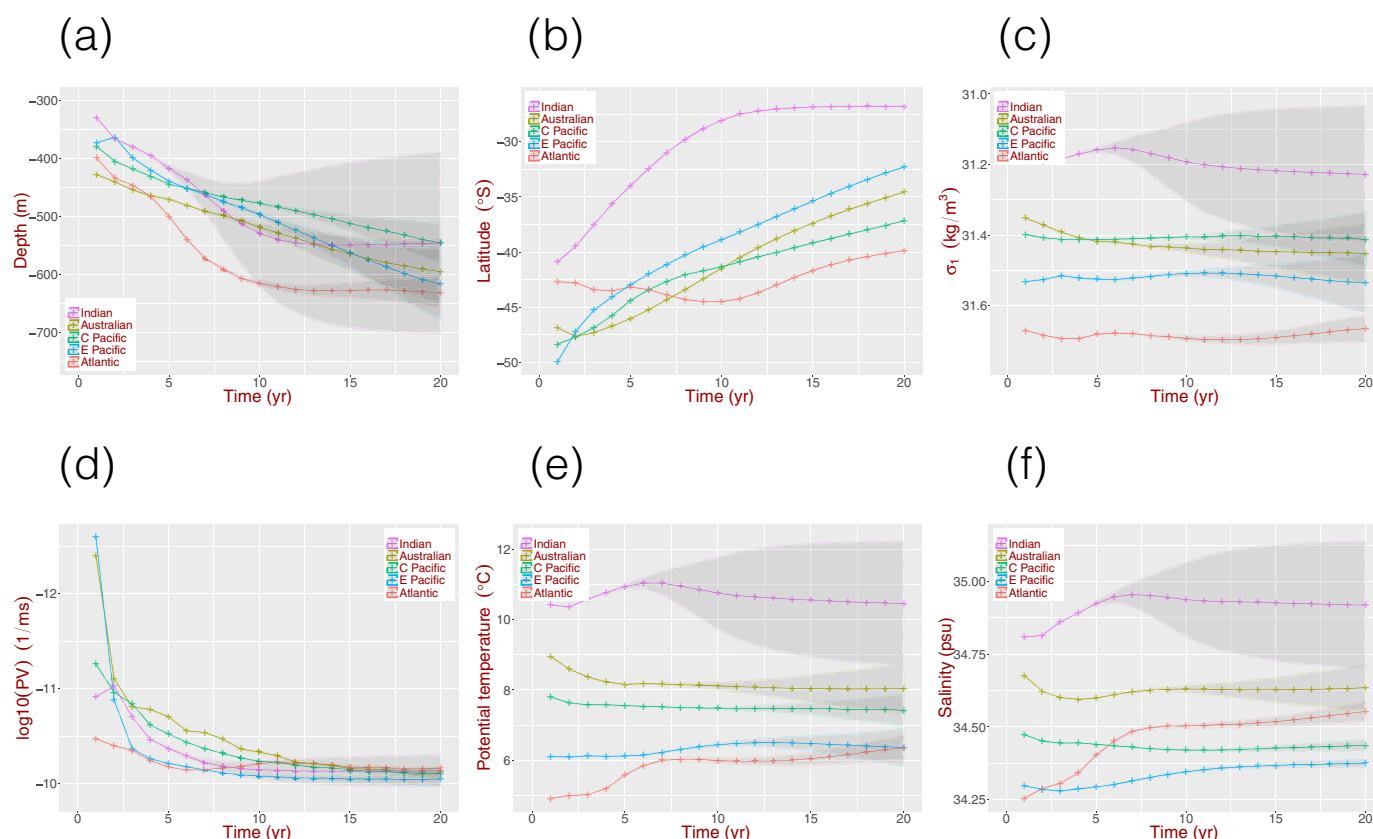 (a)
(b)
(c)
−300
−400
−500
−600
−700
Depth (m)
Indian
Australian
C Pacific
E Pacific
Atlantic
0
5
10
15
20
Time (yr)
−30
−35
−40
−45
−50
Latitude (°S)
Indian
Australian
C Pacific
E Pacific
Atlantic
0
5
10
15
20
Time (yr)
31.0
31.2
31.4
31.6
σ1 (kg/m³)
Indian
Australian
C Pacific
E Pacific
Atlantic
0
5
10
15
20
Time (yr)
(d)
(e)
(f)
−12
−11
−10
log10(PV) (1/ms)
Indian
Australian
C Pacific
E Pacific
Atlantic
0
5
10
15
20
Time (yr)
12
10
8
6
Potential temperature (°C)
Indian
Australian
C Pacific
E Pacific
Atlantic
0
5
10
15
20
Time (yr)
35.00
34.75
34.50
34.25
Salinity (psu)
Indian
Australian
C Pacific
E Pacific
Atlantic
0
5
10
15
20
Time (yr)